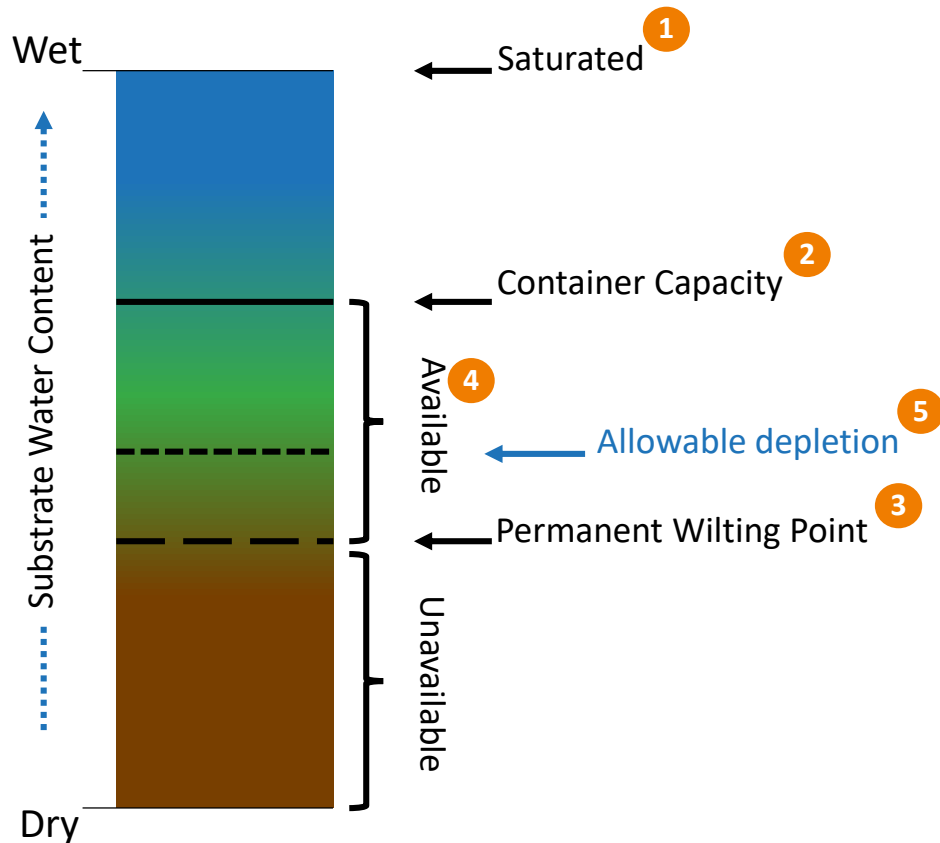 Wet
Saturated 1
Container Capacity 2
Available 4
Allowable depletion 5
Permanent Wilting Point 3
Substrate Water Content
Unavailable
Dry